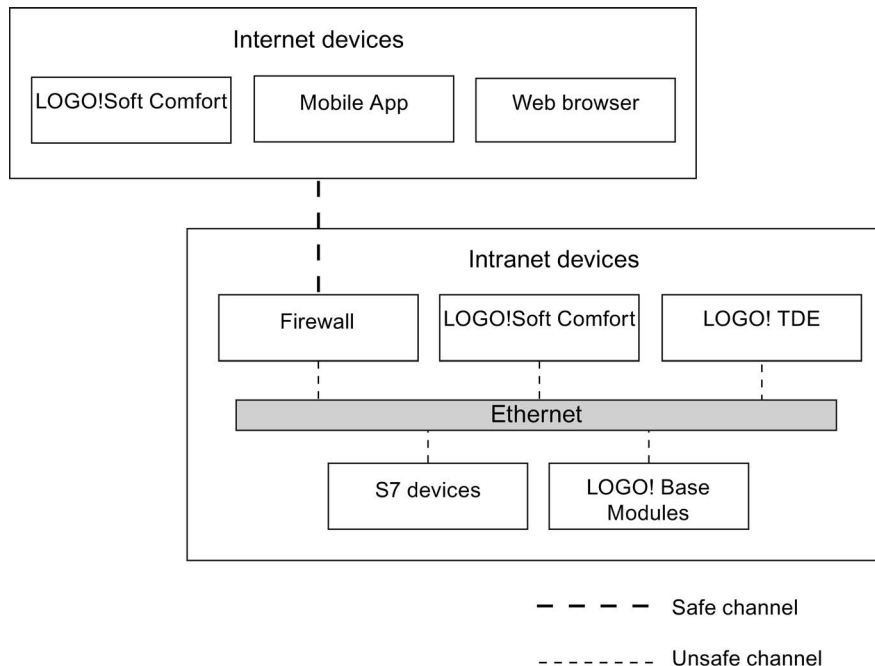 Internet devices
LOGO!Soft Comfort
Mobile App
Web browser
Intranet devices
Firewall
LOGO!Soft Comfort
LOGO! TDE
Ethernet
S7 devices
LOGO! Base
Modules
Safe channel
Unsafe channel